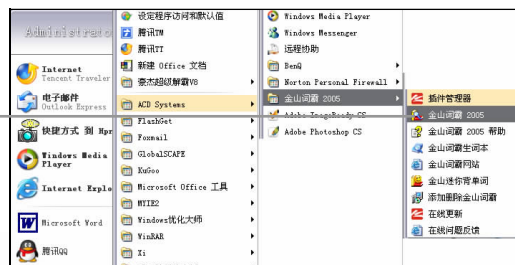 Administrato
Internet
Tencent Traveler
电子邮件
Outlook Express
快捷方式 到 Hpr
Windows Media
Player
Internet Explo
Microsoft Word
腾讯QQ
设定程序访问和默认值
腾讯TM
腾讯TT
新建 Office 文档
豪杰超级解霸V8
ACD Systems
FlashGet
Foxmail
GlobalSCAPE
KuGoo
Microsoft Office 工具
MYIE2
Windows优化大师
WinRAR
Xi
Windows Media Player
Windows Messenger
远程协助
BenQ
Norton Personal Firewall
金山词霸 2005
Adobe ImageReady CS
Adobe Photoshop CS
插件管理器
金山词霸 2005
金山词霸 2005 帮助
金山词霸生词本
金山词霸网站
金山迷你背单词
添加删除金山词霸
在线更新
在线问题反馈